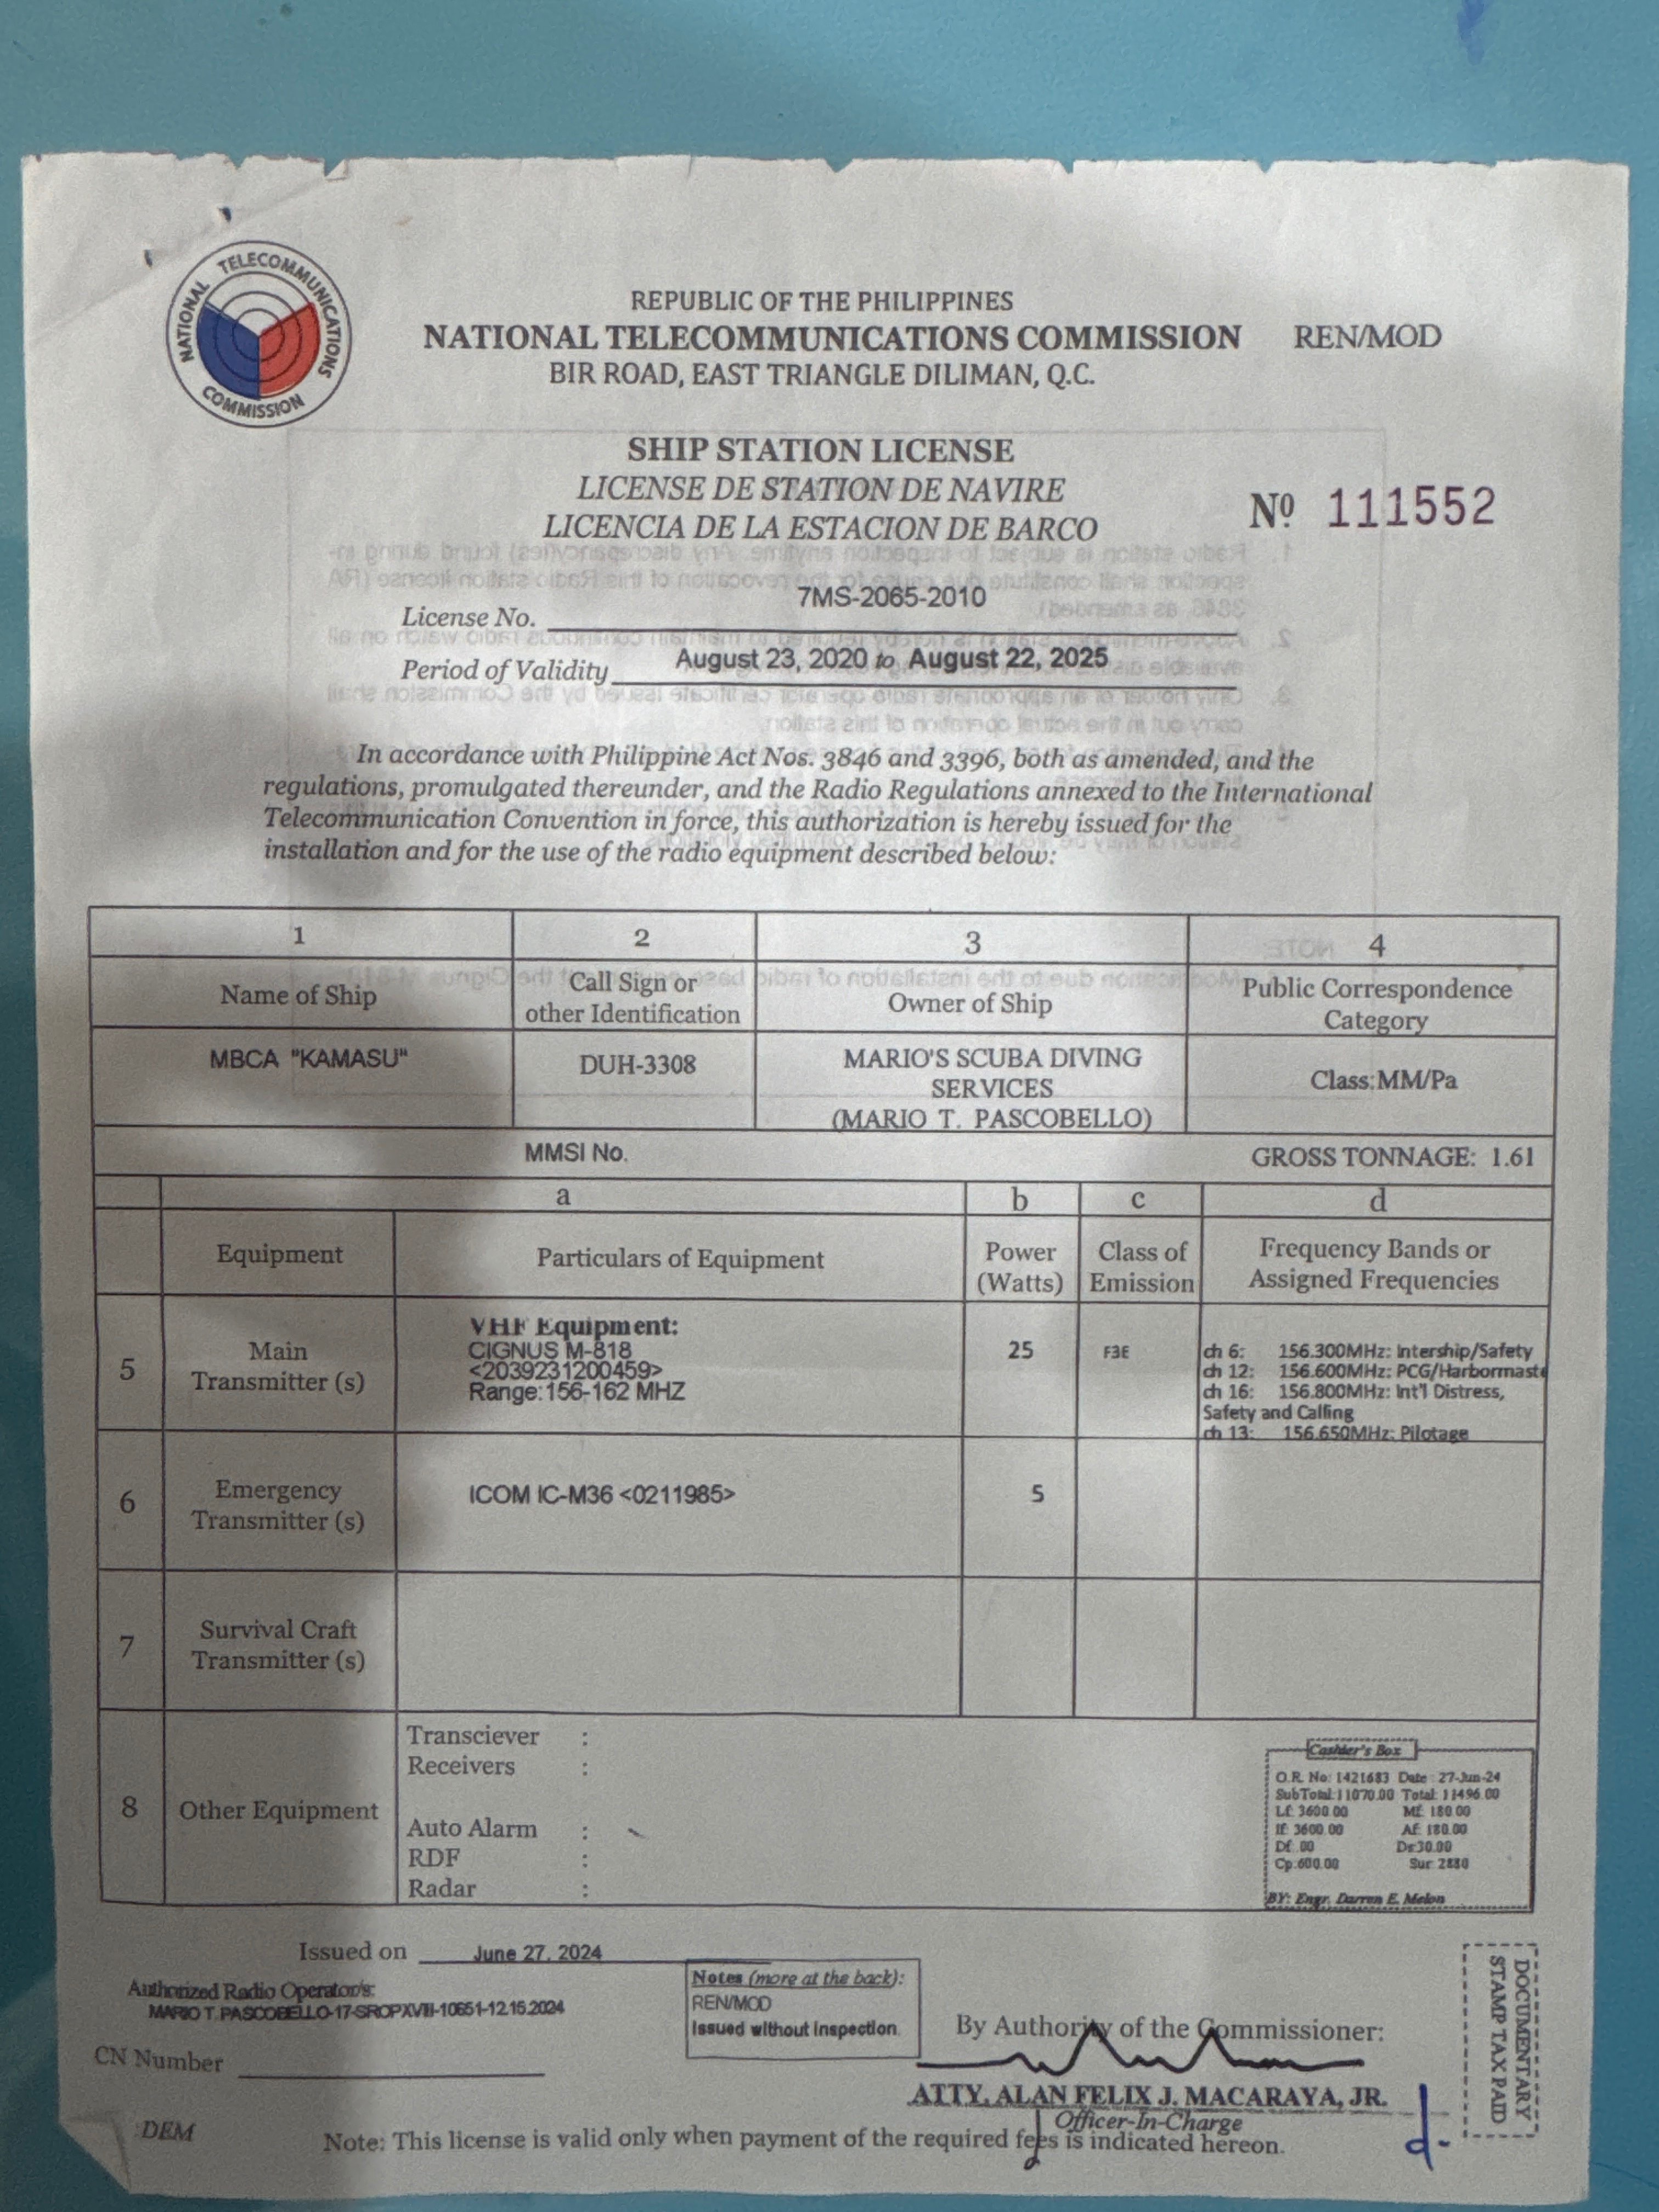 NATIONAL TELECOMMUNICATIONS COMMISSION
REPUBLIC OF THE PHILIPPINES
NATIONAL TELECOMMUNICATIONS COMMISSION REN/MOD
BIR ROAD, EAST TRIANGLE DILIMAN, Q.C.
SHIP STATION LICENSE
LICENSE DE STATION DE NAVIRE
LICENCIA DE LA ESTACION DE BARCO
Nº 111552
License No. 7MS-2065-2010
Period of Validity August 23, 2020 to August 22, 2025
In accordance with Philippine Act Nos. 3846 and 3396, both as amended, and the
regulations, promulgated thereunder, and the Radio Regulations annexed to the International
Telecommunication Convention in force, this authorization is hereby issued for the
installation and for the use of the radio equipment described below:
1 2 3 4
Name of Ship
Call Sign or
other Identification
Owner of Ship
Public Correspondence
Category
MBCA "KAMASU"
DUH-3308
MARIO'S SCUBA DIVING
SERVICES
(MARIO T. PASCOBELLO)
Class:MM/Pa
MMSI No. GROSS TONNAGE: 1.61
a b c d
Equipment
Particulars of Equipment
Power
(Watts)
Class of
Emission
Frequency Bands or
Assigned Frequencies
5
Main
Transmitter (s)
VHF Equipment:
CIGNUS M-818
<2039231200459>
Range:156-162 MHZ
25
F3E
ch 6: 156.300MHz: Intership/Safety
ch 12: 156.600MHz: PCG/Harbormaste
ch 16: 156.800MHz: Int'l Distress,
Safety and Calling
ch 13: 156.650MHz: Pilotage
6
Emergency
Transmitter (s)
ICOM IC-M36 <0211985>
5
7
Survival Craft
Transmitter (s)
8
Other Equipment
Transciever :
Receivers :
Auto Alarm :
RDF :
Radar :
Cashier's Box
O.R. No: 1421683 Date : 27-Jun-24
SubTotal:11070.00 Total: 11496.00
Lf: 3600.00 Mf: 180.00
If: 3600.00 Af: 180.00
Df: .00 Ds:30.00
Cp:600.00 Sur: 2880
BY: Engr. Darren E. Melon
Issued on June 27, 2024
Authorized Radio Operator/s:
MARIO T. PASCOBELLO-17-SROPXVIII-10651-12.15.2024
CN Number
Notes (more at the back):
REN/MOD
Issued without Inspection
By Authority of the Commissioner:
ATTY. ALAN FELIX J. MACARAYA, JR.
Officer-In-Charge
DOCUMENTARY
STAMP TAX PAID
DEM
Note: This license is valid only when payment of the required fees is indicated hereon.